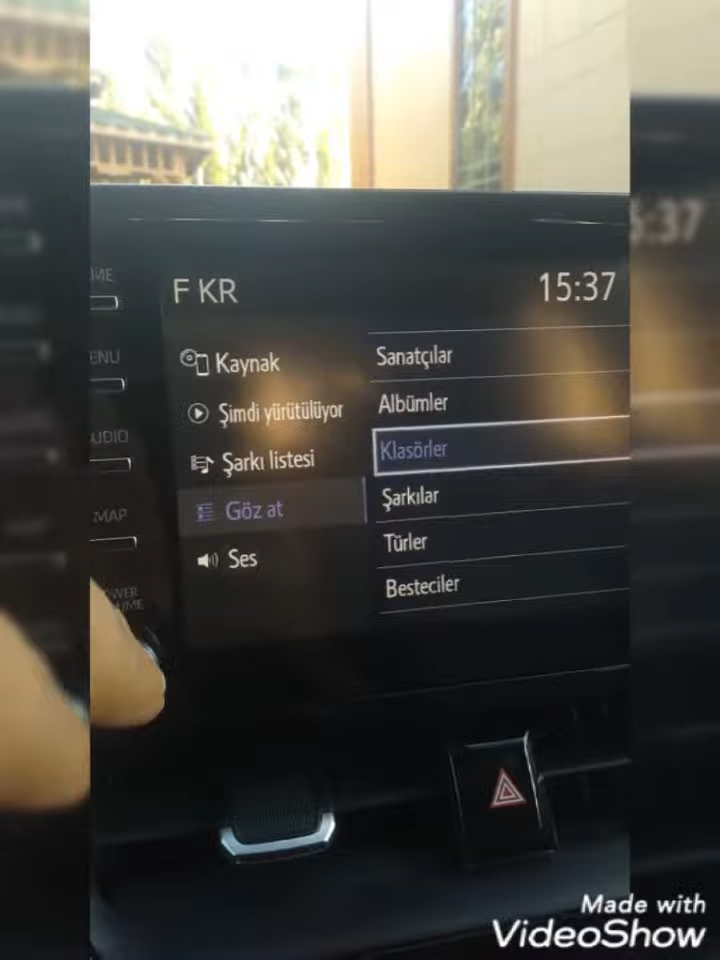 F KR
15:37
Kaynak
Şimdi yürütülüyor
Şarkı listesi
Göz at
Ses
Sanatçılar
Albümler
Klasörler
Şarkılar
Türler
Besteciler
MAP
Made with
VideoShow